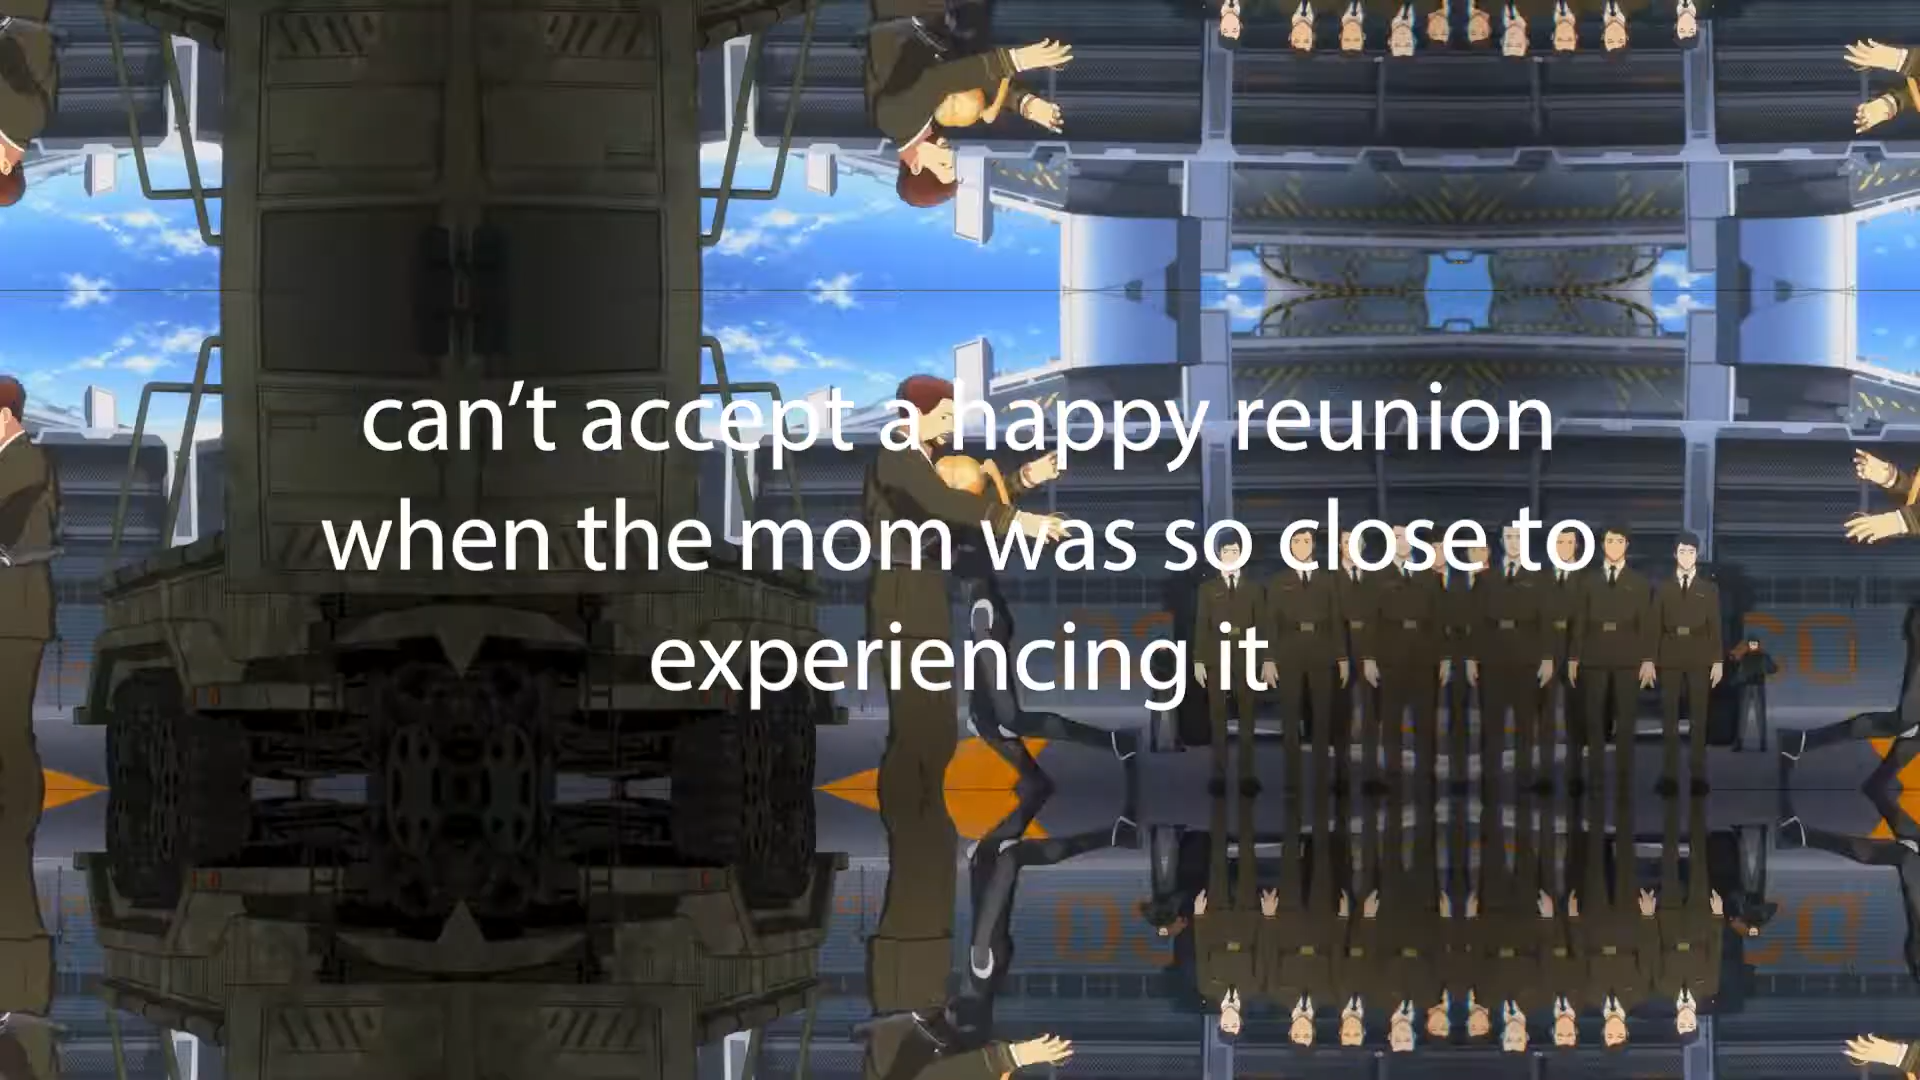 can’t accept a happy reunion
when the mom was so close to
experiencing it